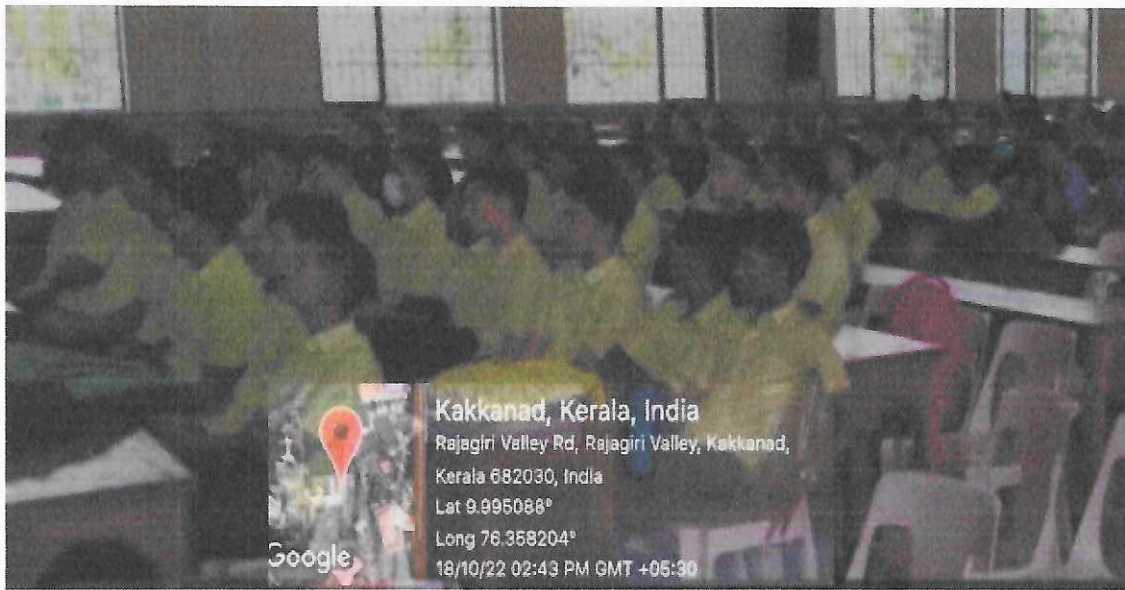 Kakkanad, Kerala, India
Rajagiri Valley Rd, Rajagiri Valley, Kakkanad,
Kerala 682030, India
Lat 9.995088°
Long 76.358204°
18/10/22 02:43 PM GMT +05:30
Google